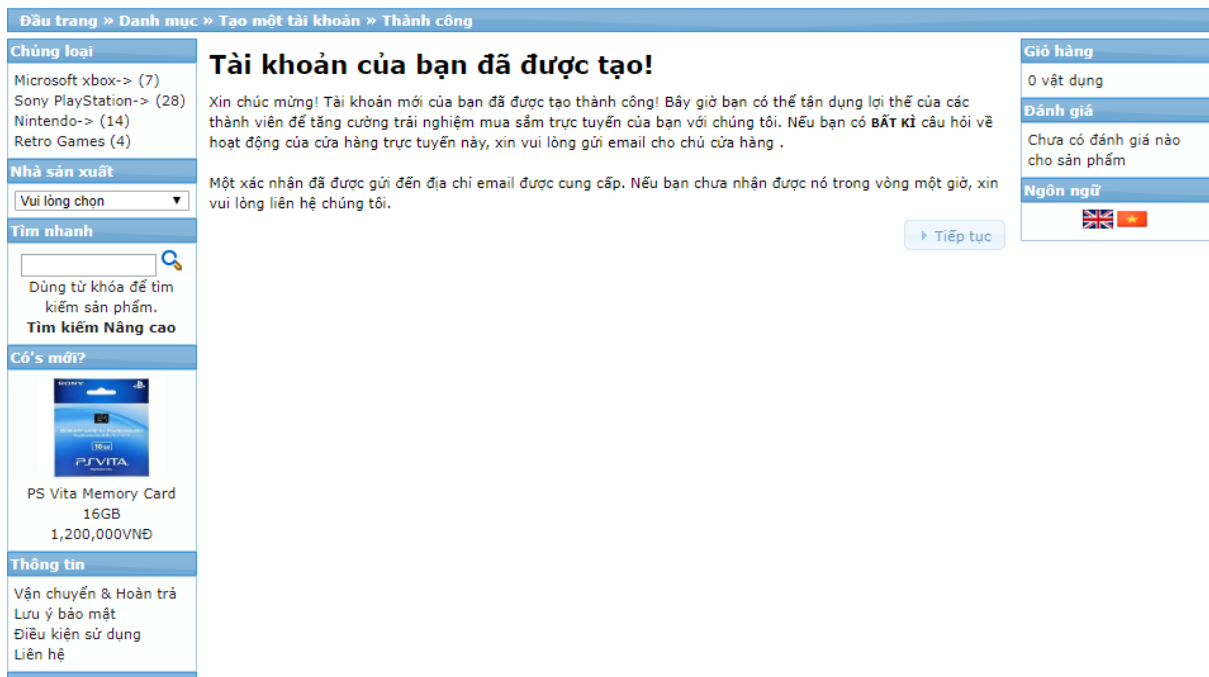 Đầu trang » Danh mục » Tạo một tài khoản » Thành công
Chủng loại
Microsoft xbox-> (7)
Sony PlayStation-> (28)
Nintendo-> (14)
Retro Games (4)
Nhà sản xuất
Vui lòng chọn
Tìm nhanh
Dùng từ khóa để tìm
kiếm sản phẩm.
Tìm kiếm Nâng cao
Có's mới?
SONY
16GB
PSVITA
PS Vita Memory Card
16GB
1,200,000VNĐ
Thông tin
Vận chuyển & Hoàn trả
Lưu ý bảo mật
Điều kiện sử dụng
Liên hệ
Tài khoản của bạn đã được tạo!
Xin chúc mừng! Tài khoản mới của bạn đã được tạo thành công! Bây giờ bạn có thể tận dụng lợi thế của các
thành viên để tăng cường trải nghiệm mua sắm trực tuyến của bạn với chúng tôi. Nếu bạn có BẤT KÌ câu hỏi về
hoạt động của cửa hàng trực tuyến này, xin vui lòng gửi email cho chủ cửa hàng .
Một xác nhận đã được gửi đến địa chỉ email được cung cấp. Nếu bạn chưa nhận được nó trong vòng một giờ, xin
vui lòng liên hệ chúng tôi.
Tiếp tục
Giỏ hàng
0 vật dụng
Đánh giá
Chưa có đánh giá nào
cho sản phẩm
Ngôn ngữ